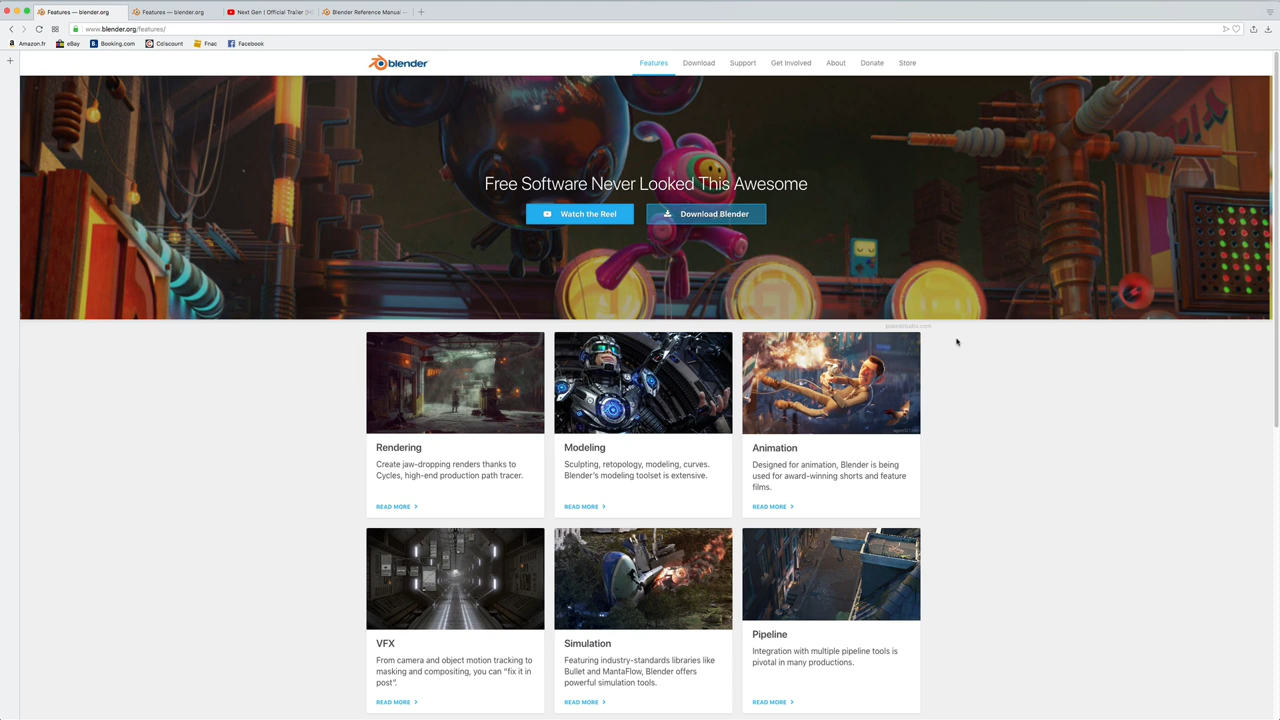 Features — blender.org
Features — blender.org
Next Gen | Official Trailer [H
Blender Reference Manual —
www.blender.org/features/
Amazon.fr
eBay
Booking.com
Cdiscount
Fnac
Facebook
blender
Features
Download
Support
Get Involved
About
Donate
Store
Free Software Never Looked This Awesome
Watch the Reel
Download Blender
Rendering
Create jaw-dropping renders thanks to
Cycles, high-end production path tracer.
READ MORE
Modeling
Sculpting, retopology, modeling, curves.
Blender's modeling toolset is extensive.
READ MORE
Animation
Designed for animation, Blender is being
used for award-winning shorts and feature
films.
READ MORE
VFX
From camera and object motion tracking to
masking and compositing, you can "fix it in
post".
READ MORE
Simulation
Featuring industry-standards libraries like
Bullet and MantaFlow, Blender offers
powerful simulation tools.
READ MORE
Pipeline
Integration with multiple pipeline tools is
pivotal in many productions.
READ MORE